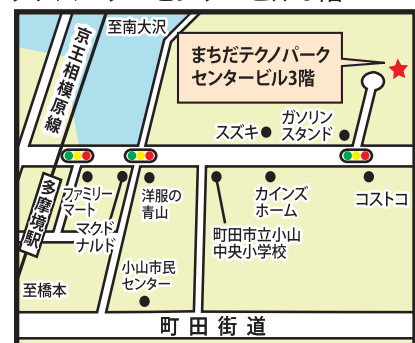 至南大沢
京王相模原線
まちだテクノパーク
センタービル3階
スズキ
ガソリン
スタンド
多摩境駅
ファミリー
マート
マクド
ナルド
洋服の
青山
カインズ
ホーム
コストコ
町田市立小山
中央小学校
小山市民
センター
至橋本
町田街道